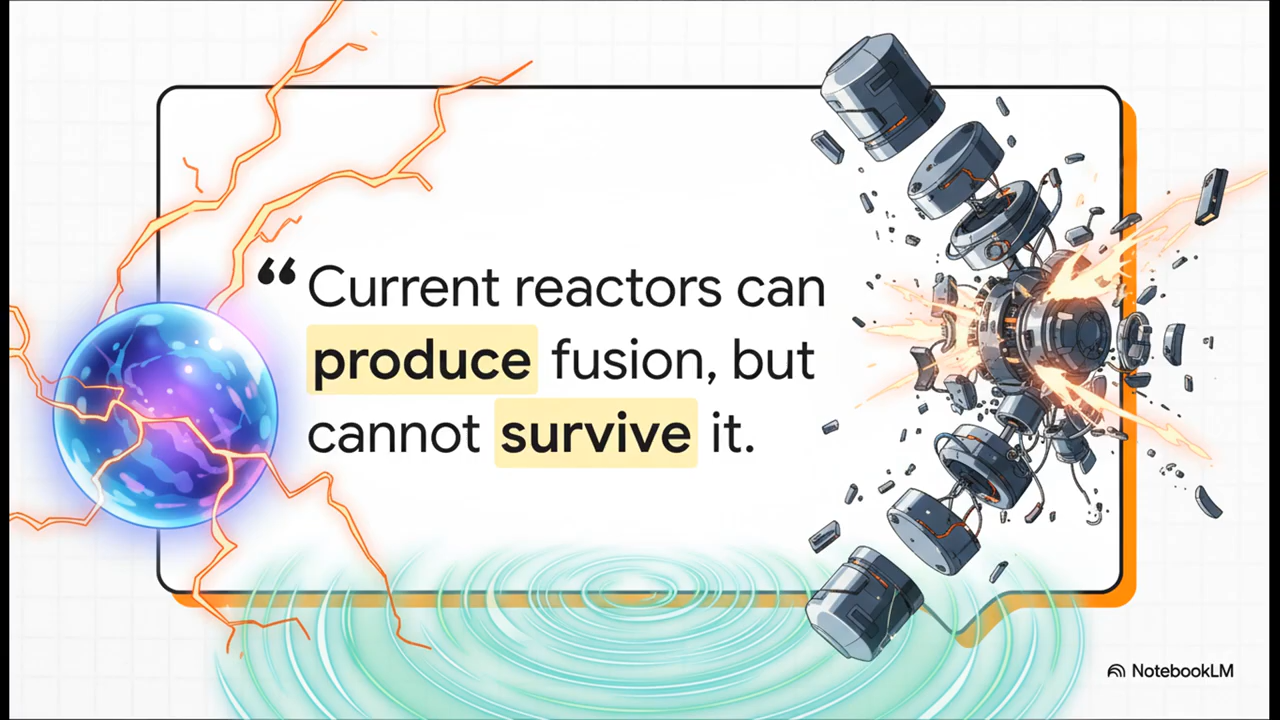 “Current reactors can
produce fusion, but
cannot survive it.
NotebookLM